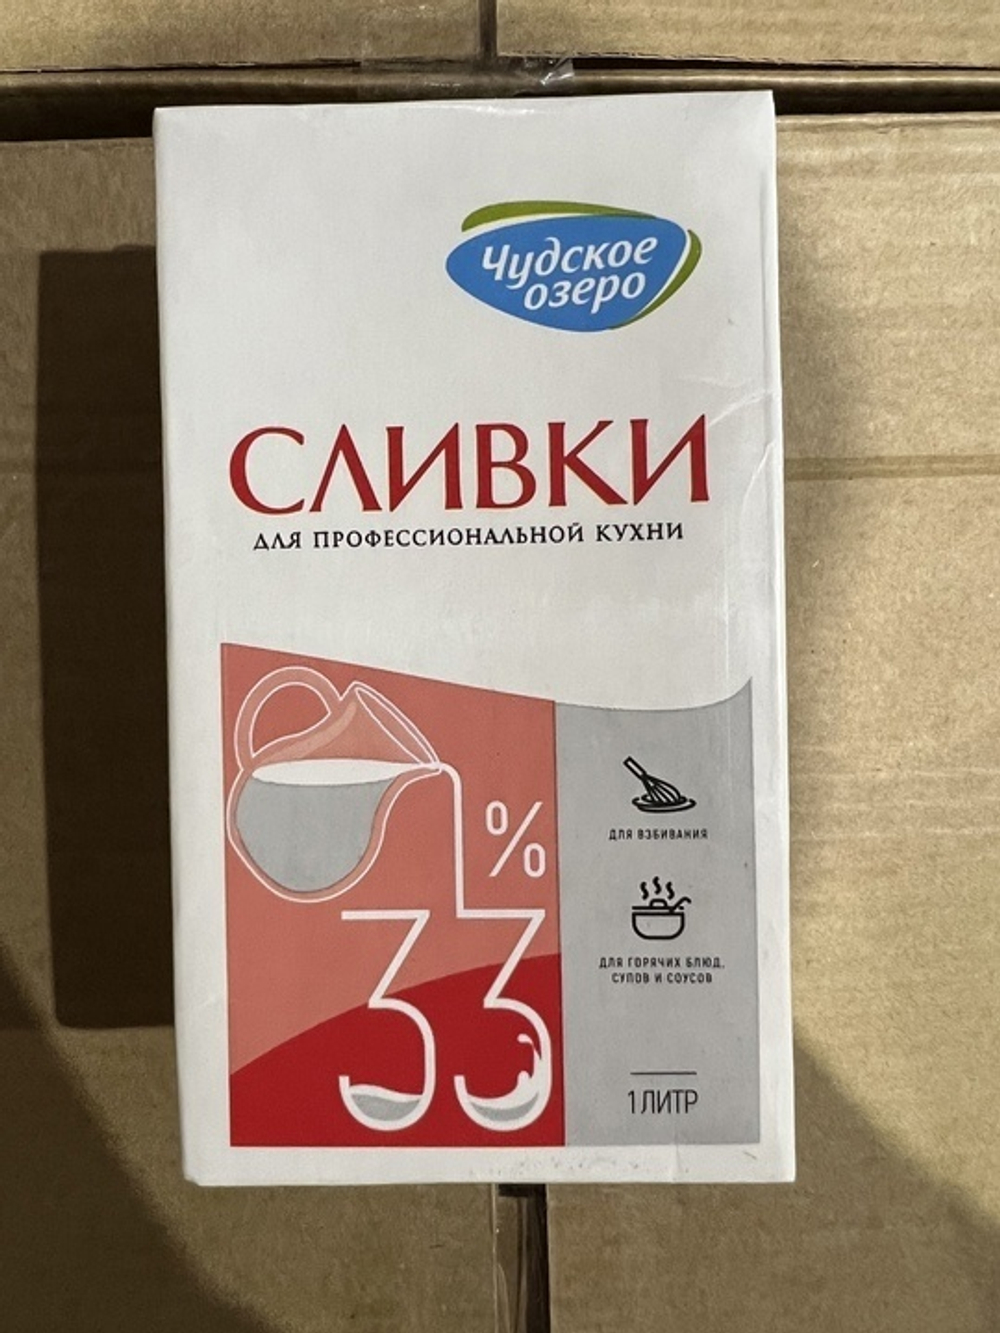 Чудское
озеро
СЛИВКИ
ДЛЯ ПРОФЕССИОНАЛЬНОЙ КУХНИ
%
33
ДЛЯ ВЗБИВАНИЯ
ДЛЯ ГОРЯЧИХ БЛЮД,
СУПОВ И СОУСОВ
1 ЛИТР